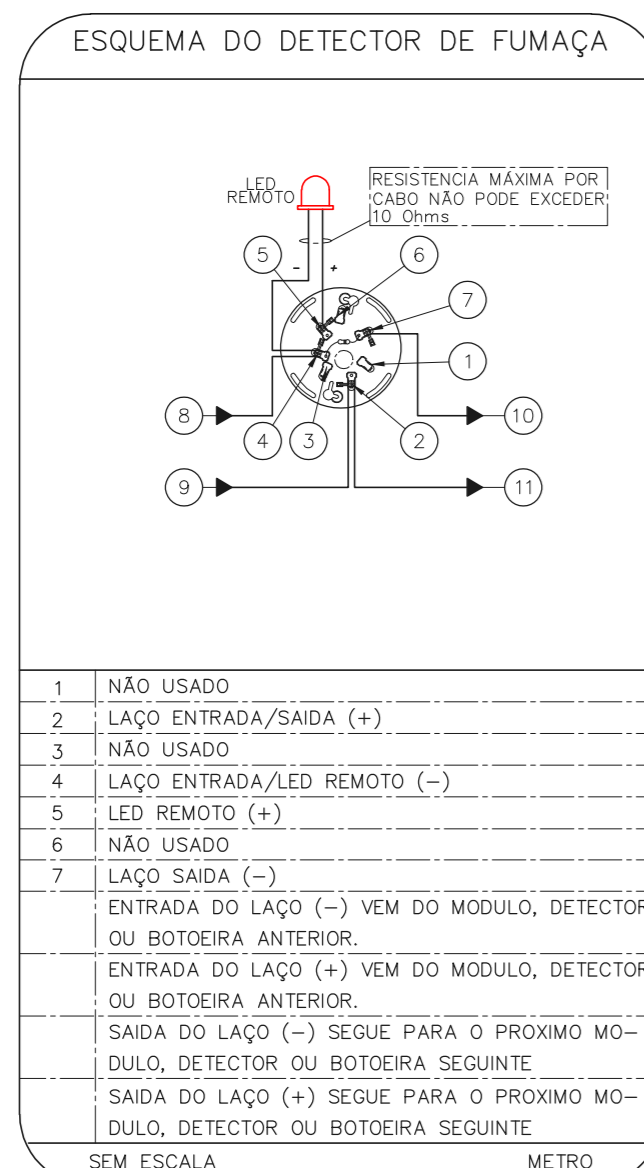 ESQUEMA DO DETECTOR DE FUMAÇA
LED
REMOTO
RESISTENCIA MÁXIMA POR
CABO NÃO PODE EXCEDER
10 Ohms
5
6
- +
7
1
8
10
4
3
2
9
11
1 NÃO USADO
2 LAÇO ENTRADA/SAIDA (+)
3 NÃO USADO
4 LAÇO ENTRADA/LED REMOTO (-)
5 LED REMOTO (+)
6 NÃO USADO
7 LAÇO SAIDA (-)
ENTRADA DO LAÇO (-) VEM DO MODULO, DETECTOR
OU BOTOEIRA ANTERIOR.
ENTRADA DO LAÇO (+) VEM DO MODULO, DETECTOR
OU BOTOEIRA ANTERIOR.
SAIDA DO LAÇO (-) SEGUE PARA O PROXIMO MO-
DULO, DETECTOR OU BOTOEIRA SEGUINTE
SAIDA DO LAÇO (+) SEGUE PARA O PROXIMO MO-
DULO, DETECTOR OU BOTOEIRA SEGUINTE
SEM ESCALA METRO